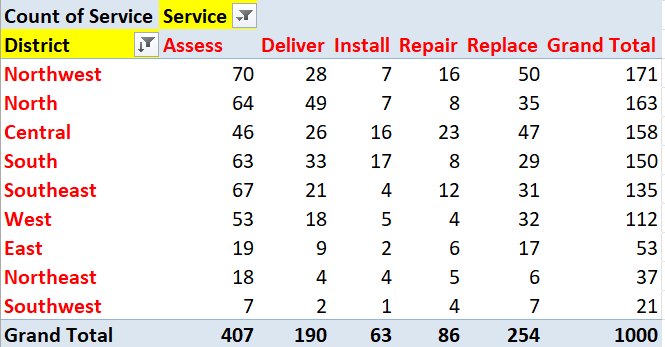 Count of Service Service
District Assess Deliver Install Repair Replace Grand Total
Northwest 70 28 7 16 50 171
North 64 49 7 8 35 163
Central 46 26 16 23 47 158
South 63 33 17 8 29 150
Southeast 67 21 4 12 31 135
West 53 18 5 4 32 112
East 19 9 2 6 17 53
Northeast 18 4 4 5 6 37
Southwest 7 2 1 4 7 21
Grand Total 407 190 63 86 254 1000